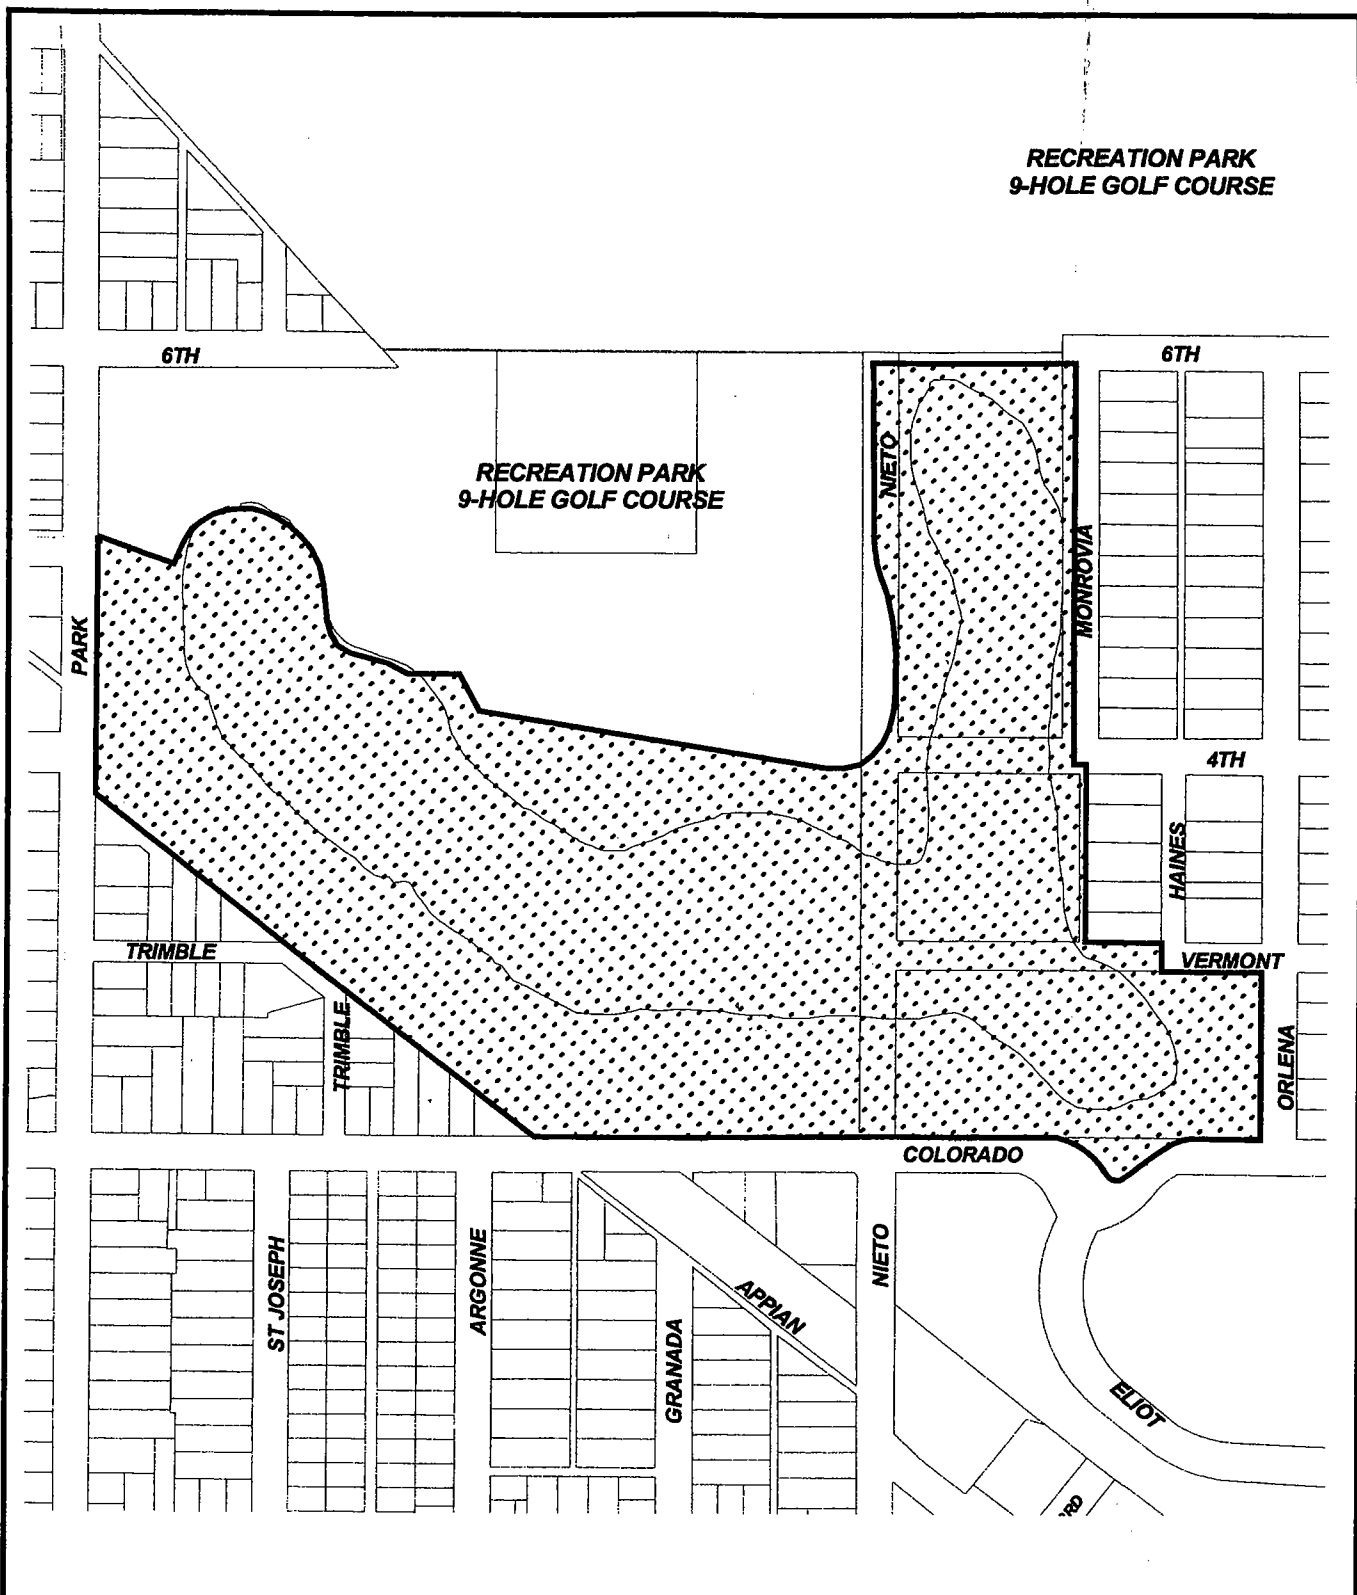 RECREATION PARK
9-HOLE GOLF COURSE
6TH
6TH
RECREATION PARK
9-HOLE GOLF COURSE
NIETO
MONROVIA
PARK
4TH
HAINES
TRIMBLE
VERMONT
TRIMBLE
ORLENA
COLORADO
ST JOSEPH
ARGONNE
NIETO
APPIAN
GRANADA
ELIOT